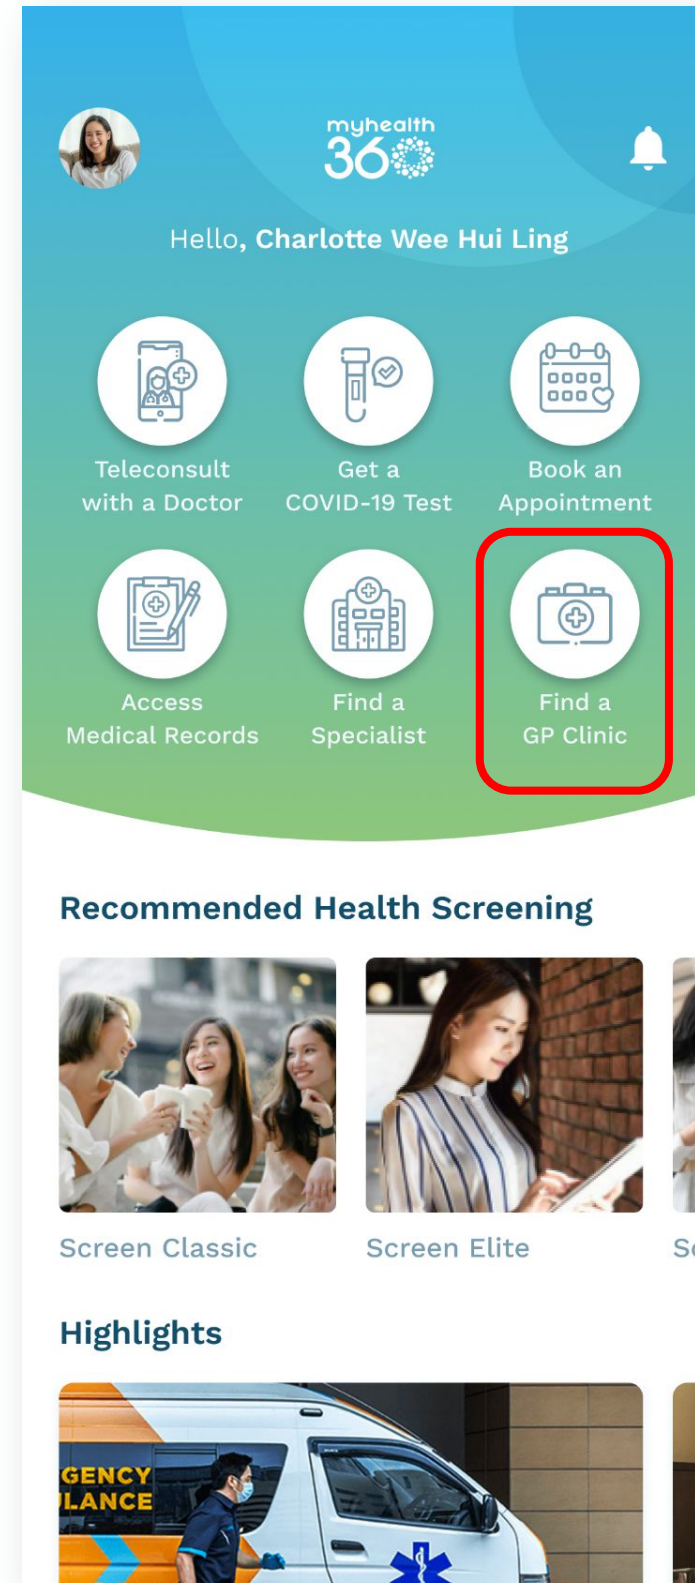 myhealth
360
Hello, Charlotte Wee Hui Ling
Teleconsult
with a Doctor
Get a
COVID-19 Test
Book an
Appointment
Access
Medical Records
Find a
Specialist
Find a
GP Clinic
Recommended Health Screening
Screen Classic
Screen Elite
Highlights
GENCY
LANCE